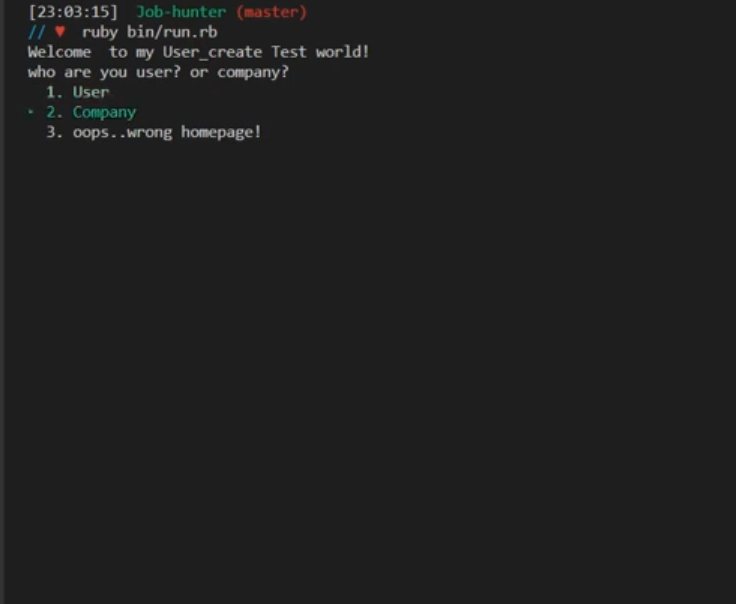 [23:03:15] Job-hunter (master)
// ♥ ruby bin/run.rb
Welcome  to my User_create Test world!
who are you user? or company?
1. User
‣ 2. Company
3. oops..wrong homepage!